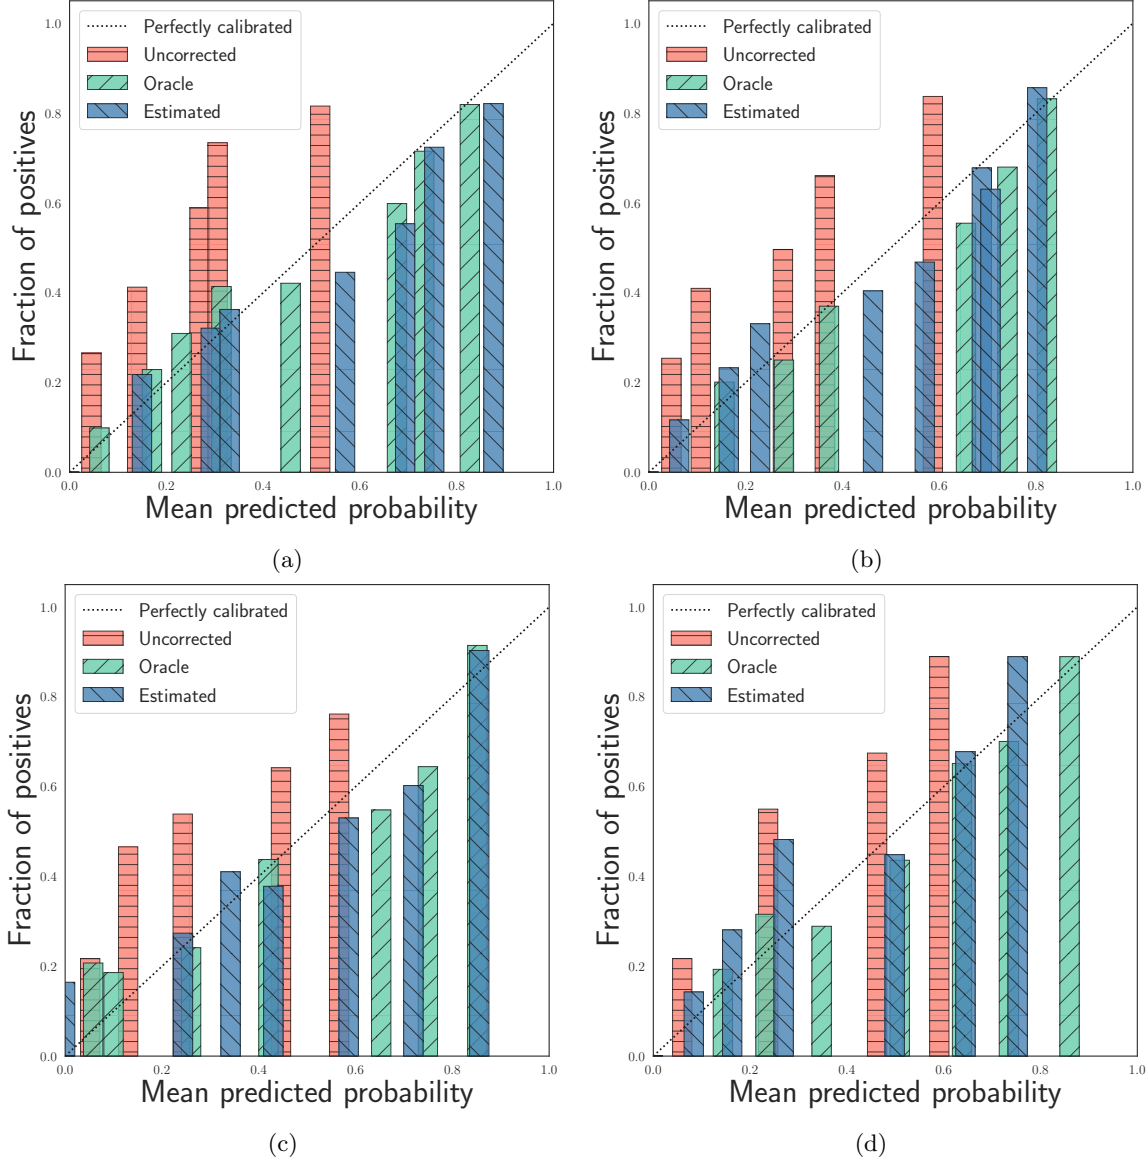 1.0
0.8
0.6
0.4
0.2
0.0
Fraction of positives
Perfectly calibrated
Uncorrected
Oracle
Estimated
0.0 0.2 0.4 0.6 0.8 1.0
Mean predicted probability
(a)
1.0
0.8
0.6
0.4
0.2
0.0
Fraction of positives
Perfectly calibrated
Uncorrected
Oracle
Estimated
0.0 0.2 0.4 0.6 0.8 1.0
Mean predicted probability
(b)
1.0
0.8
0.6
0.4
0.2
0.0
Fraction of positives
Perfectly calibrated
Uncorrected
Oracle
Estimated
0.0 0.2 0.4 0.6 0.8 1.0
Mean predicted probability
(c)
1.0
0.8
0.6
0.4
0.2
0.0
Fraction of positives
Perfectly calibrated
Uncorrected
Oracle
Estimated
0.0 0.2 0.4 0.6 0.8 1.0
Mean predicted probability
(d)